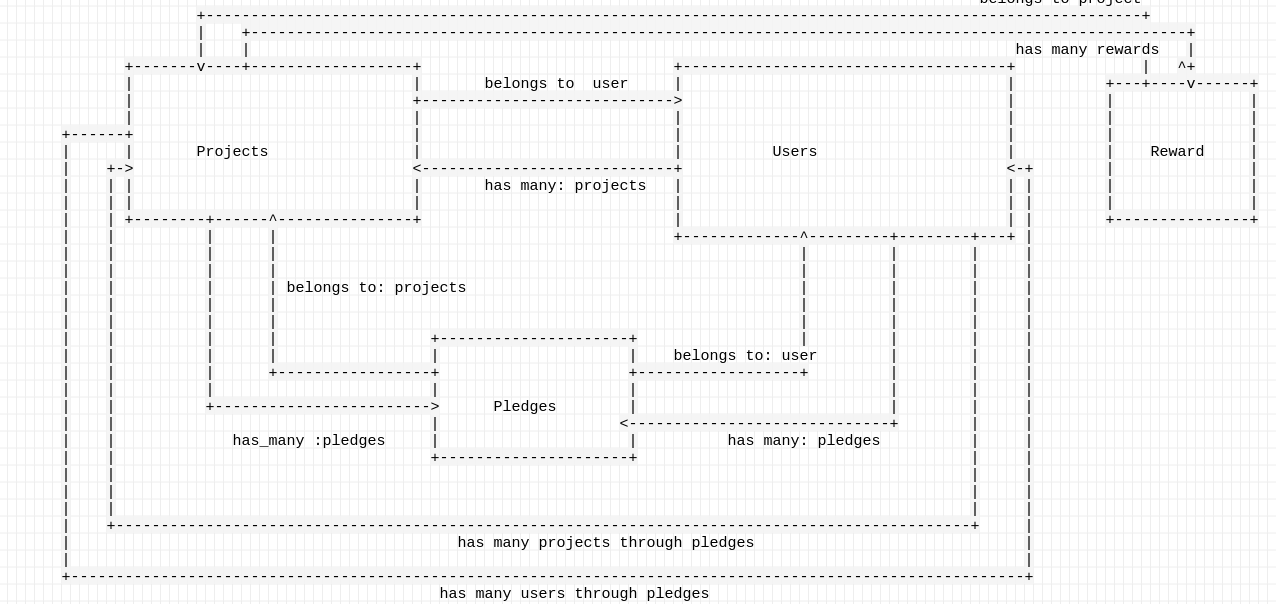 belongs to project
has many rewards
belongs to  user
Projects
Users
Reward
has many: projects
belongs to: projects
belongs to: user
Pledges
has_many :pledges
has many: pledges
has many projects through pledges
has many users through pledges